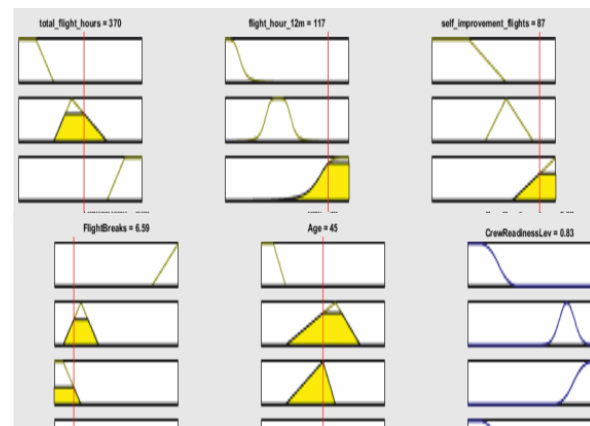 total_flight_hours = 370
flight_hour_12m = 117
self_improvement_flights = 87
FlightBreaks = 6.59
Age = 45
CrewReadinessLev = 0.83